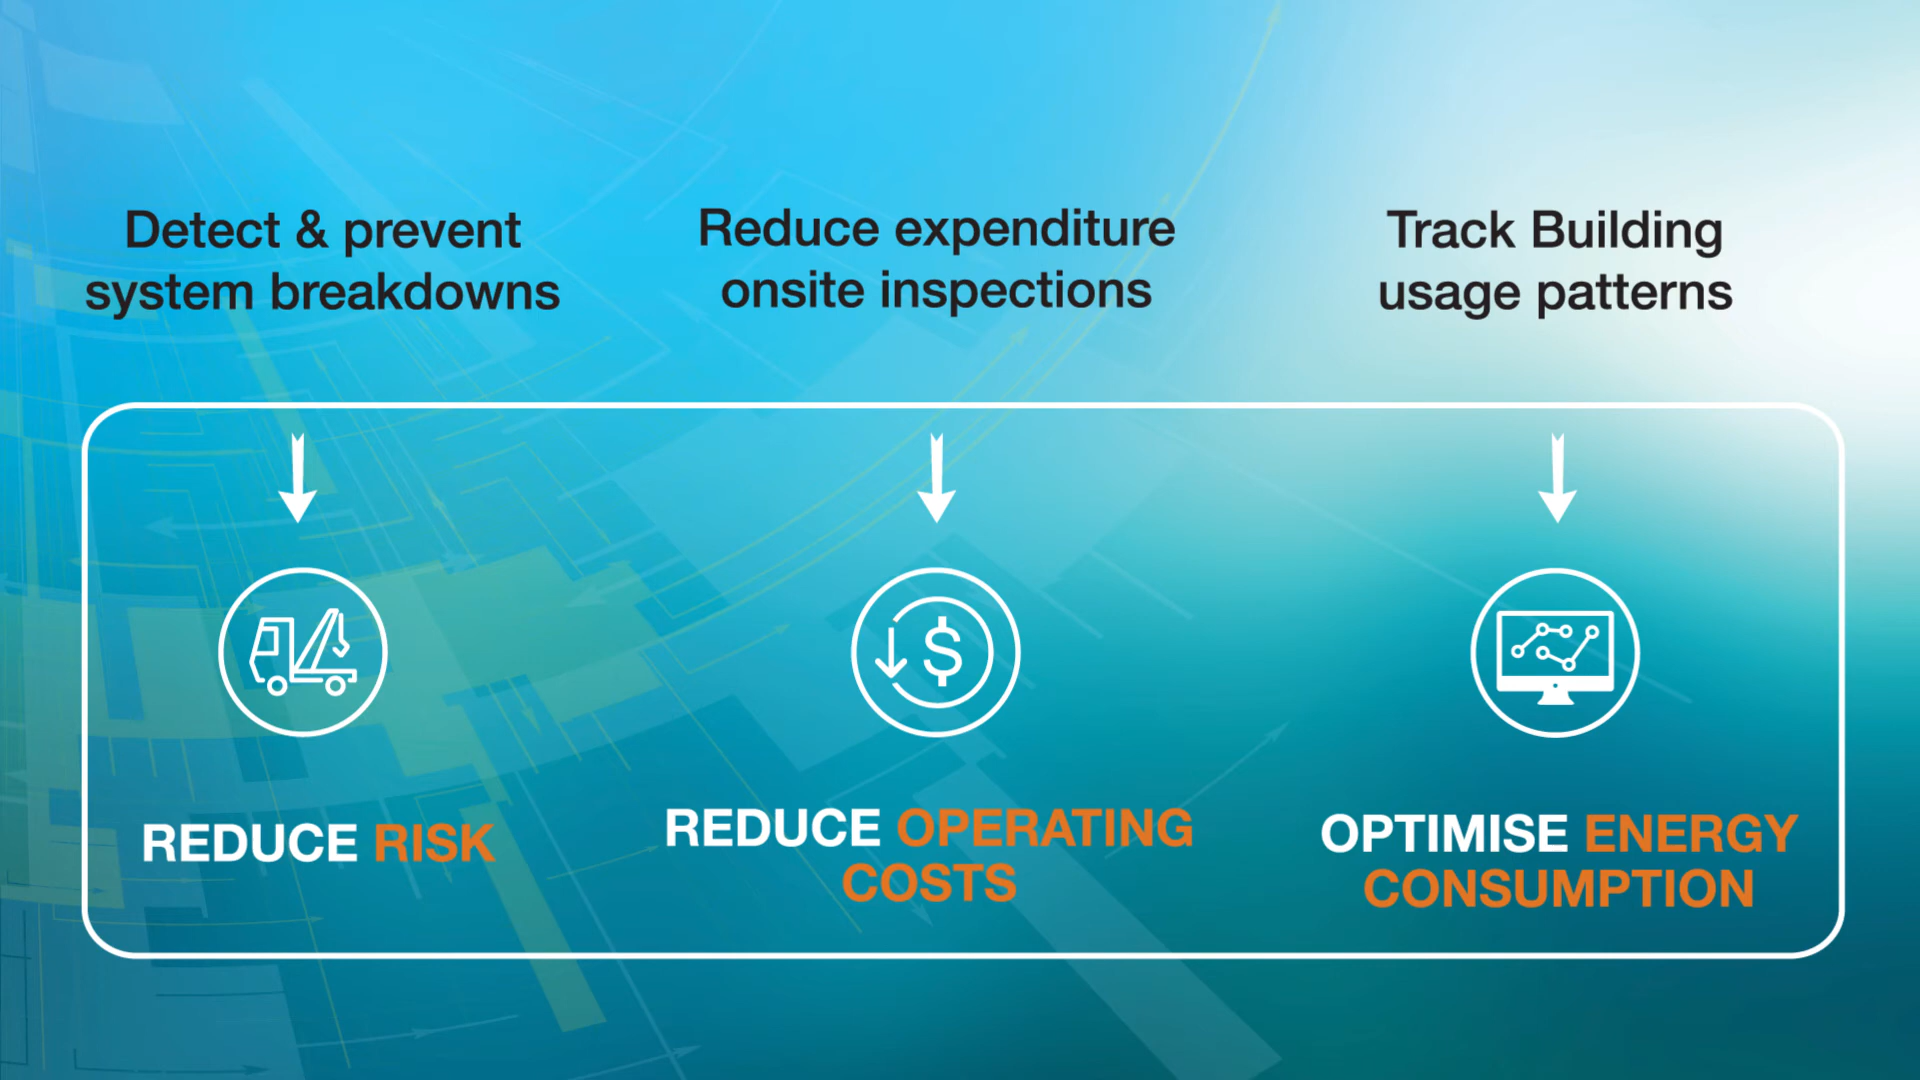 Detect & prevent
system breakdowns
Reduce expenditure
onsite inspections
Track Building
usage patterns
$
REDUCE RISK
REDUCE OPERATING
COSTS
OPTIMISE ENERGY
CONSUMPTION